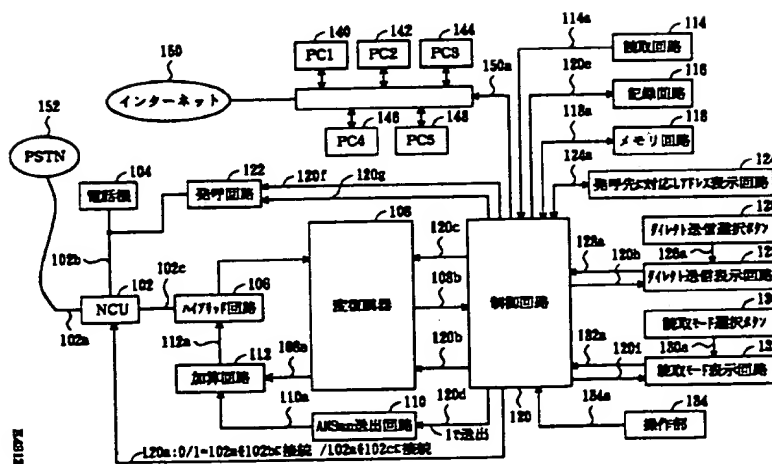 150
インターネット
152
PSTN
140
PC1
142
PC2
144
PC3
150a
146
PC4
148
PC5
114a
114
読取回路
120e
116
記録回路
118a
118
メモリ回路
124a
発呼先に対応しアドレス表示回路
ダイレクト送信選択ボタン
126a
128a
120h
ダイレクト送信表示回路
読取モード選択ボタン
130a
132a
120i
読取モード表示回路
134a
134
操作部
104
電話機
122
発呼回路
120f
120g
102b
102c
102
NCU
102a
106
ハイブリッド回路
112a
112
加算回路
108
変復調器
108a
108b
120c
120b
制御回路
120
110a
110
ANSam送出回路
120d
1で送出
120a:0/1=102aを102bに接続 /102aを102cに接続